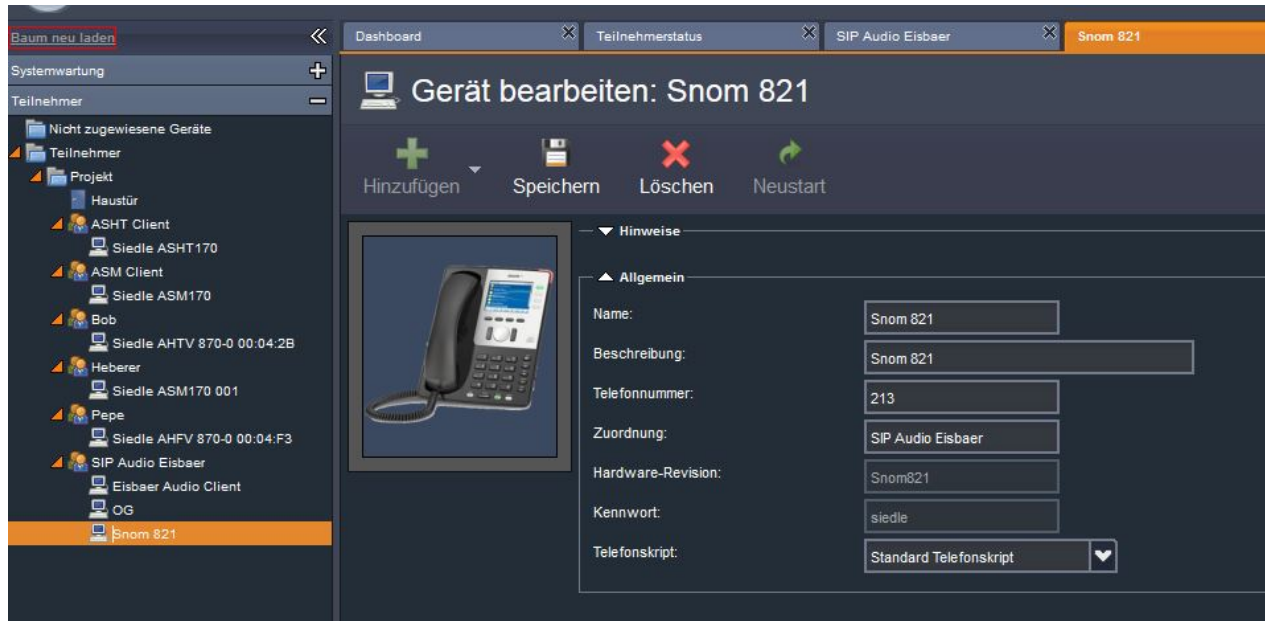 Baum neu laden
Systemwartung
Teilnehmer
Nicht zugewiesene Geräte
Teilnehmer
Projekt
Haustür
ASHT Client
Siedle ASHT170
ASM Client
Siedle ASM170
Bob
Siedle AHTV 870-0 00:04:2B
Heberer
Siedle ASM170 001
Pepe
Siedle AHFV 870-0 00:04:F3
SIP Audio Eisbaer
Eisbaer Audio Client
OG
Snom 821
Dashboard Teilnehmerstatus SIP Audio Eisbaer Snom 821
Gerät bearbeiten: Snom 821
Hinzufügen Speichern Löschen Neustart
Hinweise
Allgemein
Name: Snom 821
Beschreibung: Snom 821
Telefonnummer: 213
Zuordnung: SIP Audio Eisbaer
Hardware-Revision: Snom821
Kennwort: siedle
Telefonskript: Standard Telefonskript